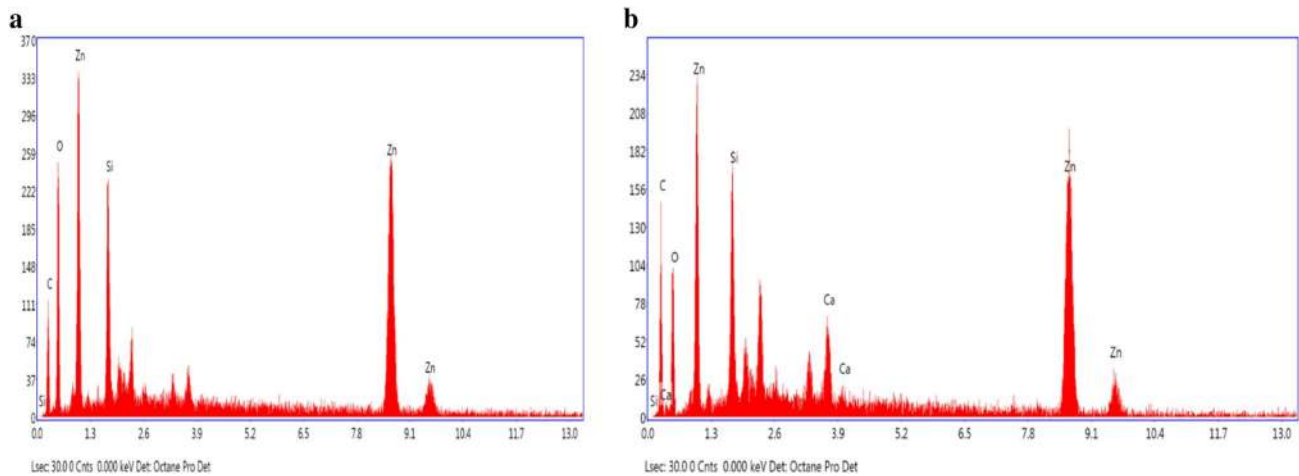 a
370
333
296
259
222
185
148
111
74
37
0
Zn
O
Si
C
Si
Zn
Zn
0.0 1.3 2.6 3.9 5.2 6.5 7.8 9.1 10.4 11.7 13.0
Lsec: 30.0 0 Cnts 0.000 keV Det: Octane Pro Det
b
234
208
182
156
130
104
78
52
26
0
Zn
C
Si
O
Ca
Ca
Si
Ca
Zn
Zn
0.0 1.3 2.6 3.9 5.2 6.5 7.8 9.1 10.4 11.7 13.0
Lsec: 30.0 0 Cnts 0.000 keV Det: Octane Pro Det